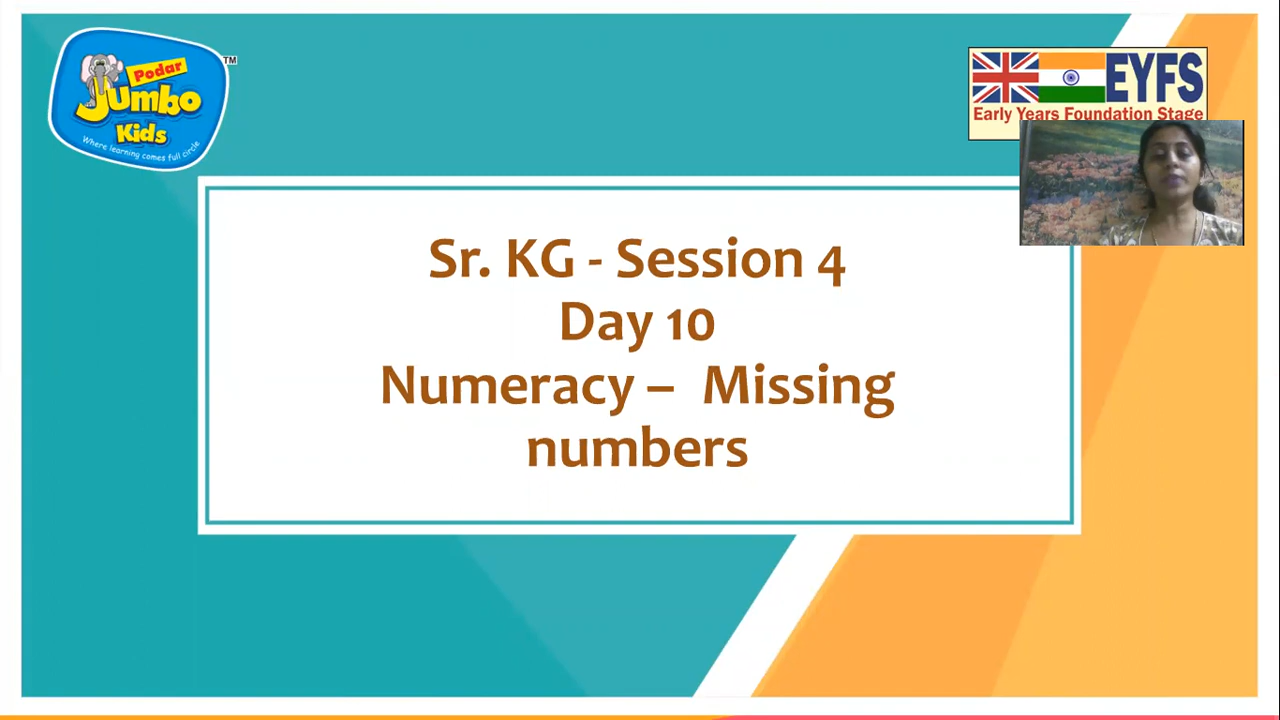 Podar
Jumbo
Kids
Where learning comes full circle
TM
EYFS
Early Years Foundation Stage
Sr. KG - Session 4
Day 10
Numeracy – Missing
numbers